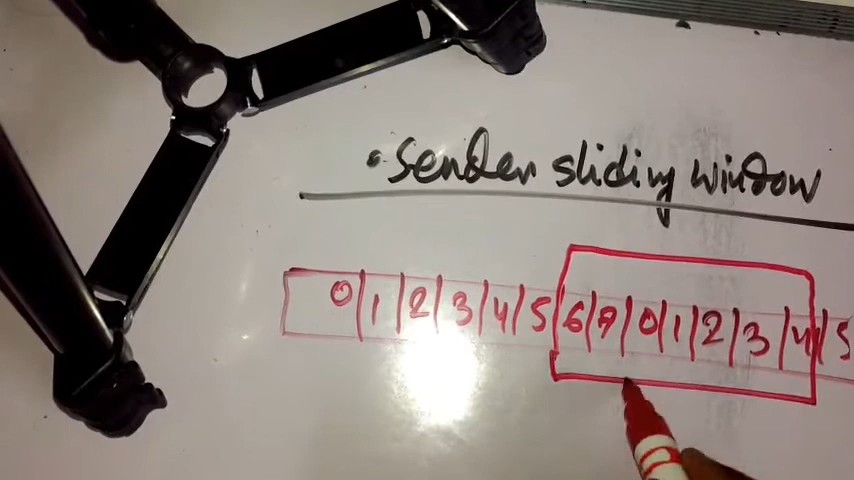 • Sender sliding window
0 | 1 | 2 | 3 | 4 | 5 | 6 | 7 | 0 | 1 | 2 | 3 | 4 | 5